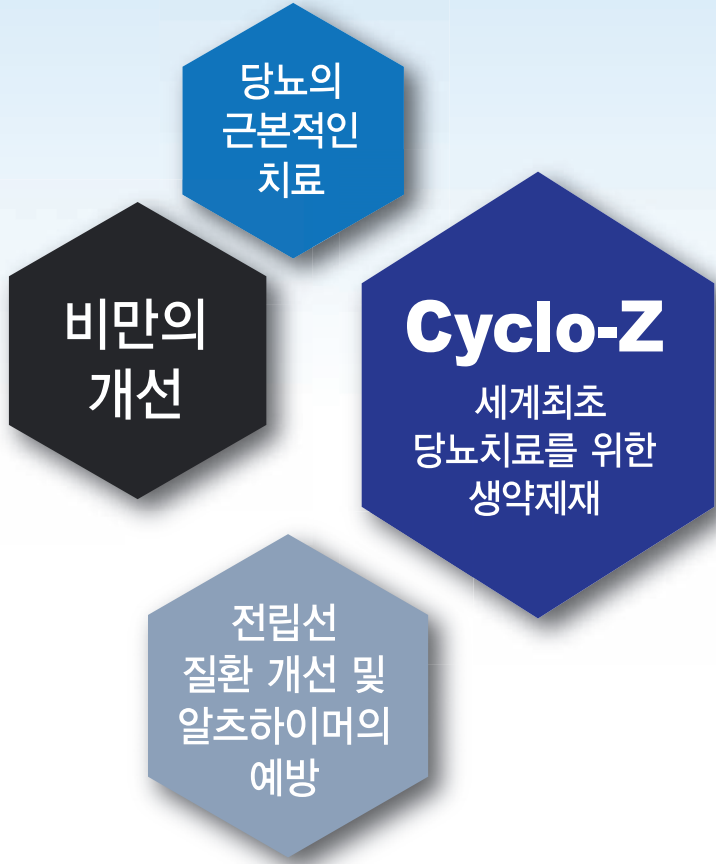 당뇨의
근본적인
치료
비만의
개선
Cyclo-Z
세계최초
당뇨치료를 위한
생약제재
전립선
질환 개선 및
알츠하이머의
예방